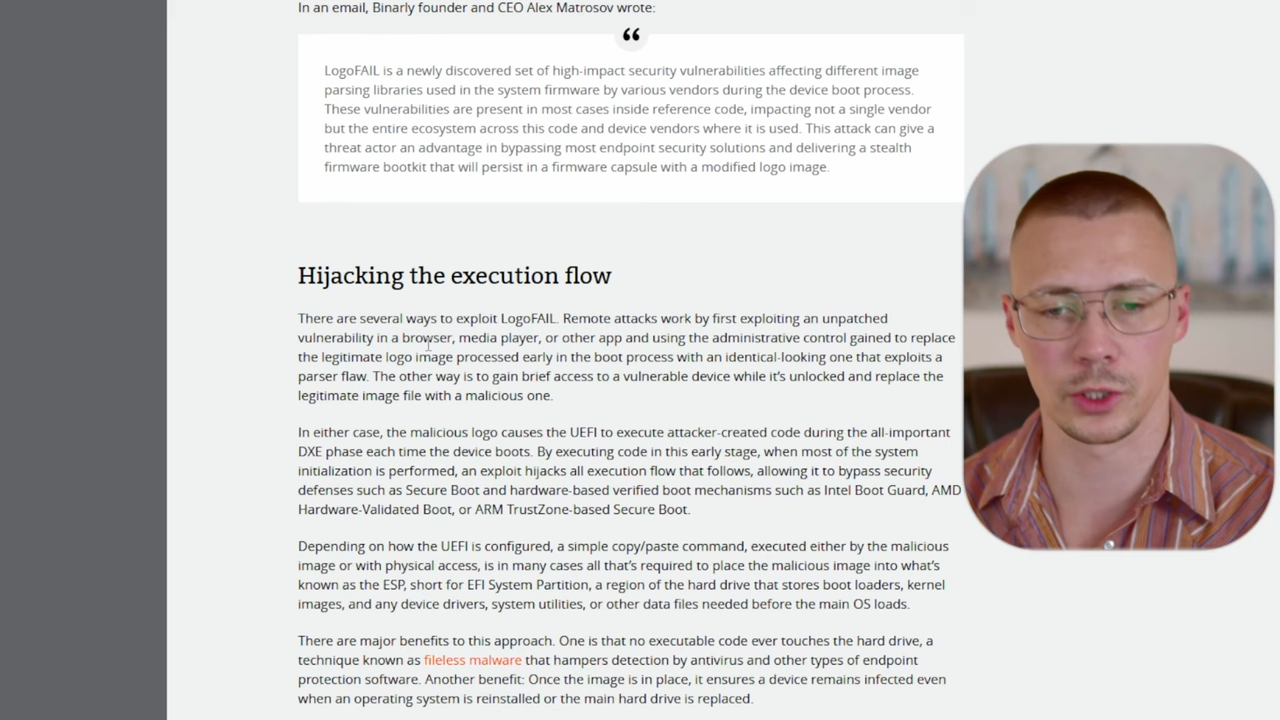 In an email, Binarly founder and CEO Alex Matrosov wrote:
“
LogoFAIL is a newly discovered set of high-impact security vulnerabilities affecting different image
parsing libraries used in the system firmware by various vendors during the device boot process.
These vulnerabilities are present in most cases inside reference code, impacting not a single vendor
but the entire ecosystem across this code and device vendors where it is used. This attack can give a
threat actor an advantage in bypassing most endpoint security solutions and delivering a stealth
firmware bootkit that will persist in a firmware capsule with a modified logo image.
Hijacking the execution flow
There are several ways to exploit LogoFAIL. Remote attacks work by first exploiting an unpatched
vulnerability in a browser, media player, or other app and using the administrative control gained to replace
the legitimate logo image processed early in the boot process with an identical-looking one that exploits a
parser flaw. The other way is to gain brief access to a vulnerable device while it’s unlocked and replace the
legitimate image file with a malicious one.
In either case, the malicious logo causes the UEFI to execute attacker-created code during the all-important
DXE phase each time the device boots. By executing code in this early stage, when most of the system
initialization is performed, an exploit hijacks all execution flow that follows, allowing it to bypass security
defenses such as Secure Boot and hardware-based verified boot mechanisms such as Intel Boot Guard, AMD
Hardware-Validated Boot, or ARM TrustZone-based Secure Boot.
Depending on how the UEFI is configured, a simple copy/paste command, executed either by the malicious
image or with physical access, is in many cases all that’s required to place the malicious image into what’s
known as the ESP, short for EFI System Partition, a region of the hard drive that stores boot loaders, kernel
images, and any device drivers, system utilities, or other data files needed before the main OS loads.
There are major benefits to this approach. One is that no executable code ever touches the hard drive, a
technique known as fileless malware that hampers detection by antivirus and other types of endpoint
protection software. Another benefit: Once the image is in place, it ensures a device remains infected even
when an operating system is reinstalled or the main hard drive is replaced.